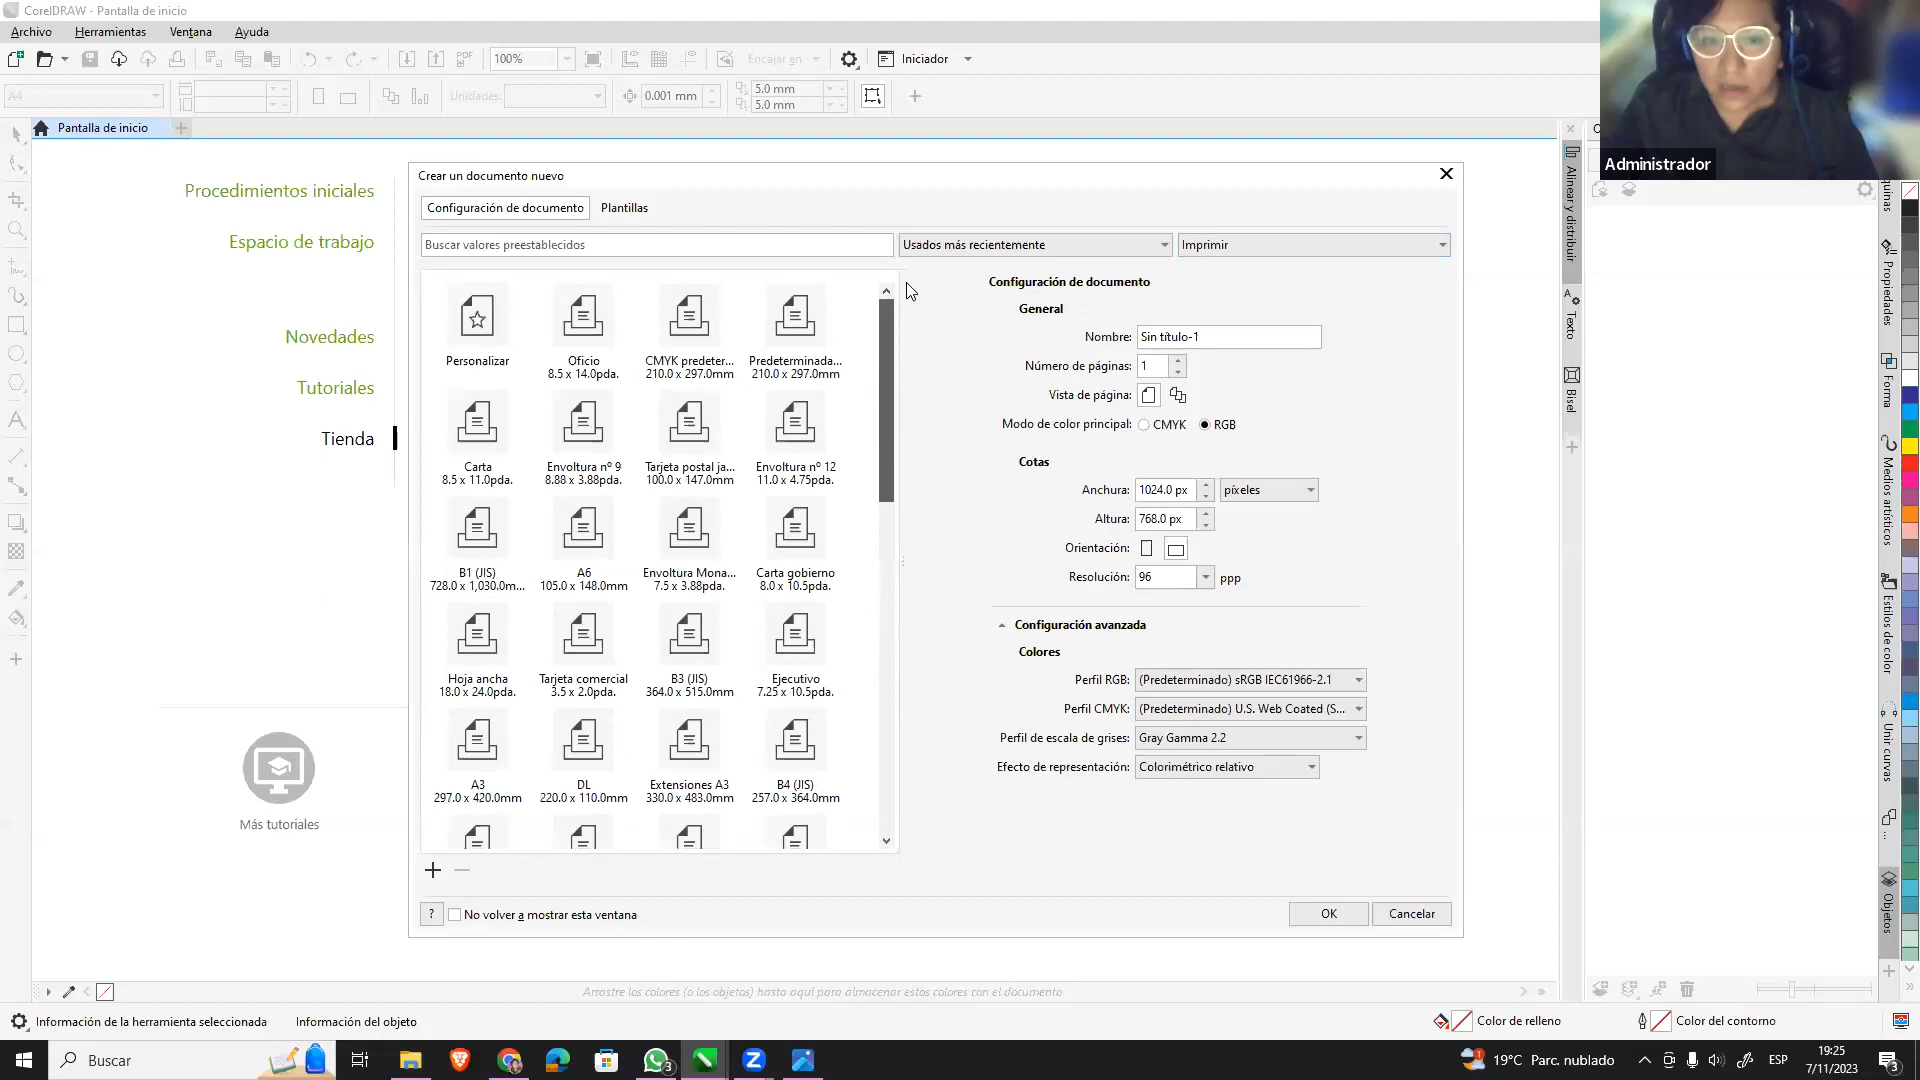 CorelDRAW - Pantalla de inicio
Archivo Herramientas Ventana Ayuda
100% Encajar en Iniciador
A4 Unidades: 0.001 mm 5.0 mm
5.0 mm
Pantalla de inicio
Administrador
Procedimientos iniciales
Espacio de trabajo
Novedades
Tutoriales
Tienda
Más tutoriales
Crear un documento nuevo
Configuración de documento Plantillas
Buscar valores preestablecidos Usados más recientemente Imprimir
Personalizar Oficio CMYK predeter... Predeterminada...
8.5 x 14.0pda. 210.0 x 297.0mm 210.0 x 297.0mm
Carta Envoltura nº 9 Tarjeta postal ja... Envoltura nº 12
8.5 x 11.0pda. 8.88 x 3.88pda. 100.0 x 147.0mm 11.0 x 4.75pda.
B1 (JIS) A6 Envoltura Mona... Carta gobierno
728.0 x 1,030.0m... 105.0 x 148.0mm 7.5 x 3.88pda. 8.0 x 10.5pda.
Hoja ancha Tarjeta comercial B3 (JIS) Ejecutivo
18.0 x 24.0pda. 3.5 x 2.0pda. 364.0 x 515.0mm 7.25 x 10.5pda.
A3 DL Extensiones A3 B4 (JIS)
297.0 x 420.0mm 220.0 x 110.0mm 330.0 x 483.0mm 257.0 x 364.0mm
Configuración de documento
General
Nombre: Sin título-1
Número de páginas: 1
Vista de página:
Modo de color principal: CMYK RGB
Cotas
Anchura: 1024.0 px píxeles
Altura: 768.0 px
Orientación:
Resolución: 96 ppp
Configuración avanzada
Colores
Perfil RGB: (Predeterminado) sRGB IEC61966-2.1
Perfil CMYK: (Predeterminado) U.S. Web Coated (S...
Perfil de escala de grises: Gray Gamma 2.2
Efecto de representación: Colorimétrico relativo
? No volver a mostrar esta ventana OK Cancelar
Alinear y distribuir
Texto
Bisel
Propiedades
Forma
Medios artísticos
Estilos de color
Unir curvas
...
Objetos
Arrastre los colores (o los objetos) hasta aquí para almacenar estos colores con el documento
Información de la herramienta seleccionada Información del objeto Color de relleno Color del contorno
Buscar 3 19°C Parc. nublado ESP 19:25
7/11/2023 3